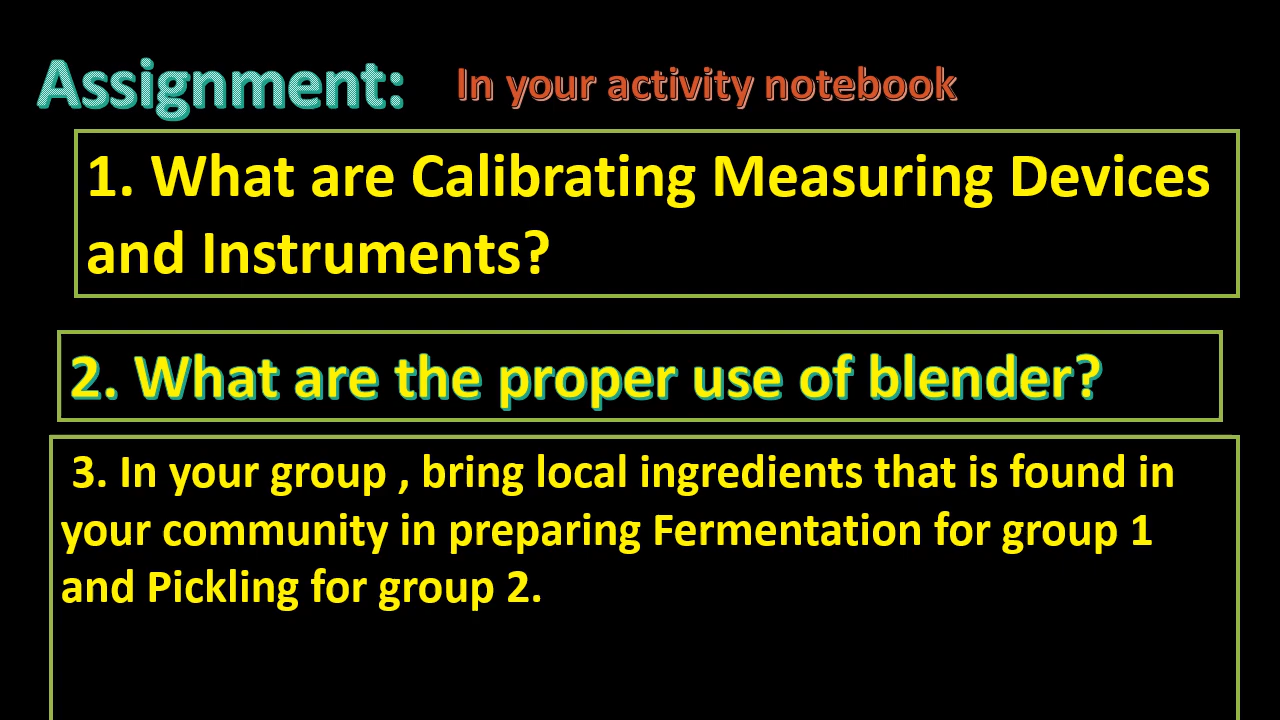 Assignment: In your activity notebook
1. What are Calibrating Measuring Devices
and Instruments?
2. What are the proper use of blender?
3. In your group , bring local ingredients that is found in
your community in preparing Fermentation for group 1
and Pickling for group 2.